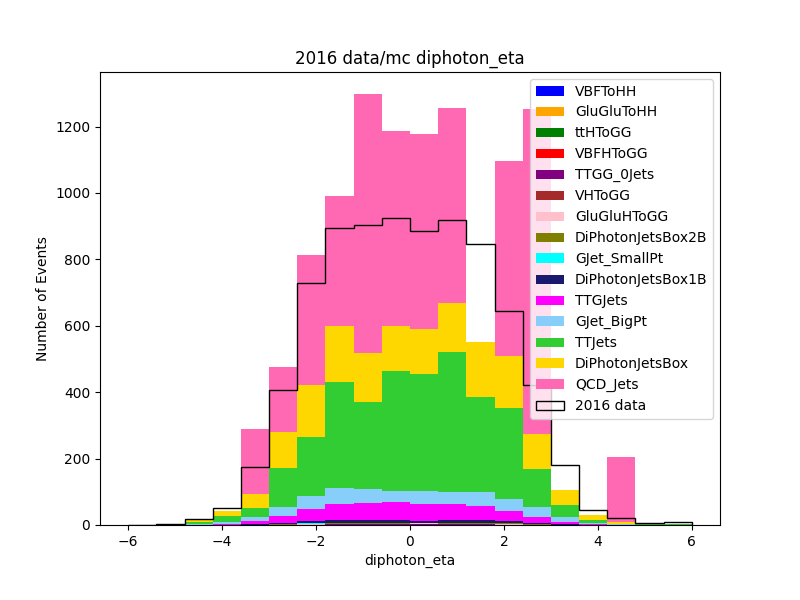 2016 data/mc diphoton_eta
Number of Events
1200
1000
800
600
400
200
0
−6
−4
−2
0
2
4
6
diphoton_eta
VBFToHH
GluGluToHH
ttHToGG
VBFHToGG
TTGG_0Jets
VHToGG
GluGluHToGG
DiPhotonJetsBox2B
GJet_SmallPt
DiPhotonJetsBox1B
TTGJets
GJet_BigPt
TTJets
DiPhotonJetsBox
QCD_Jets
2016 data